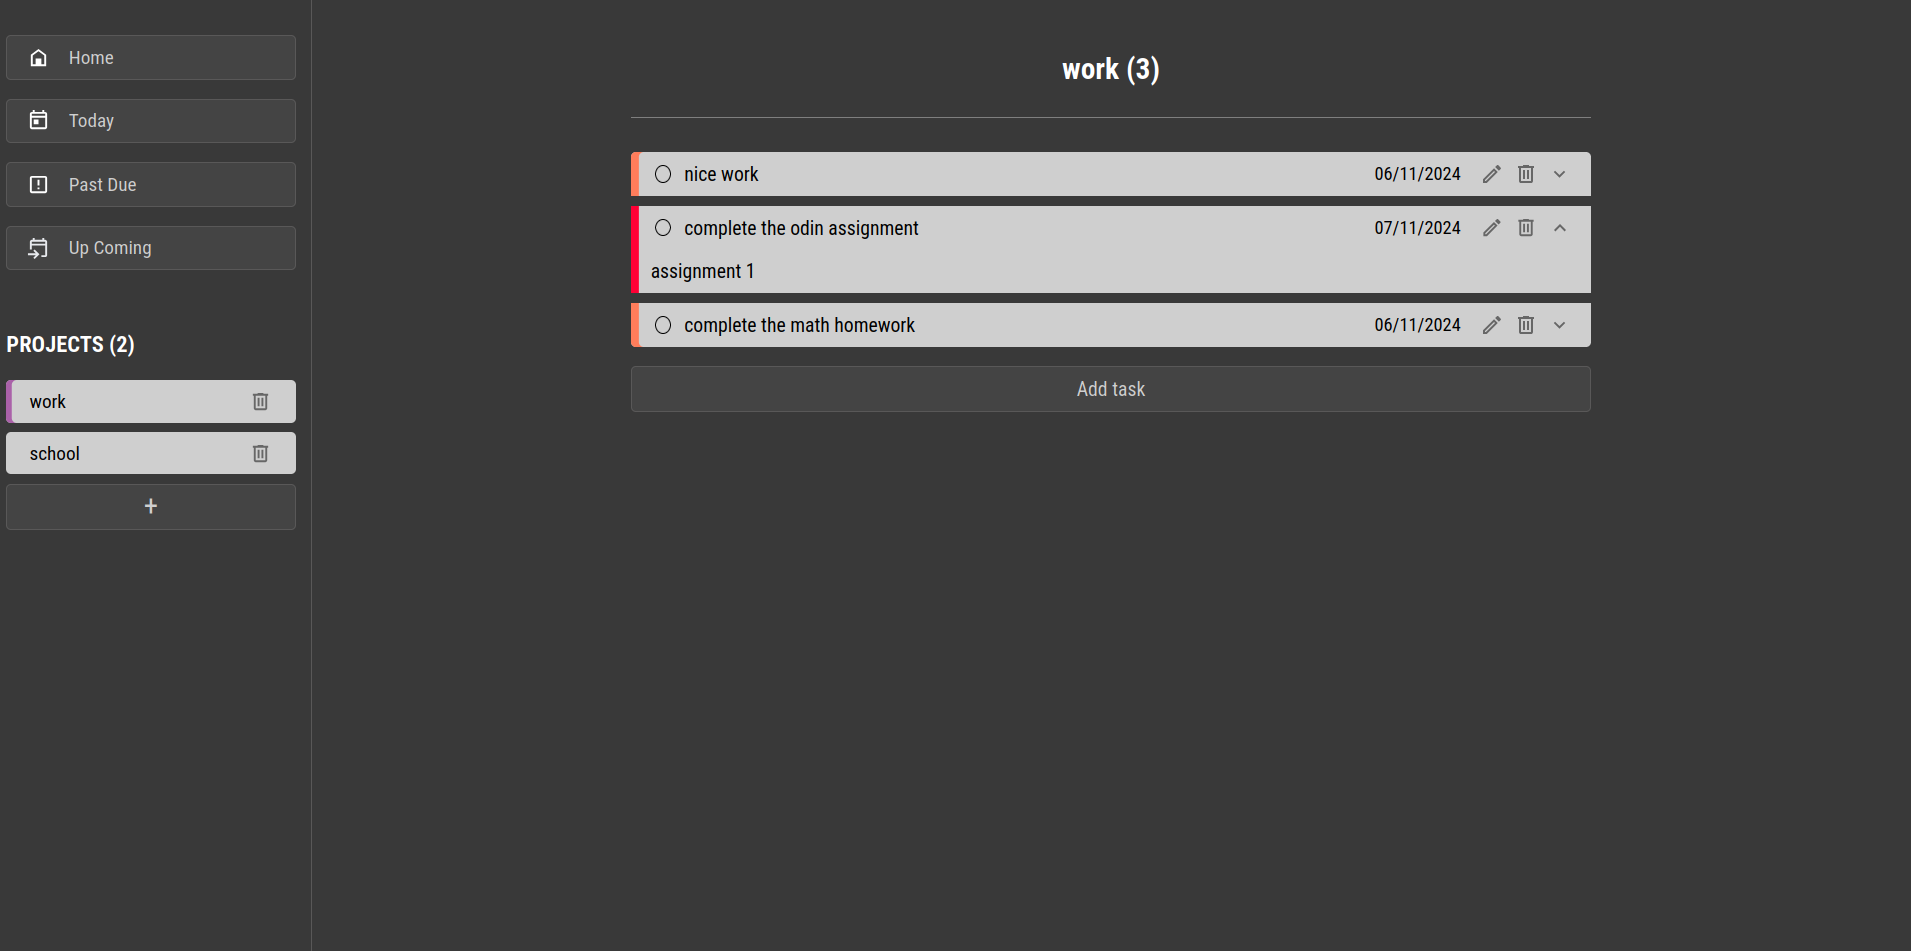 Home
Today
Past Due
Up Coming
PROJECTS (2)
work
school
+
work (3)
nice work 06/11/2024
complete the odin assignment 07/11/2024
assignment 1
complete the math homework 06/11/2024
Add task